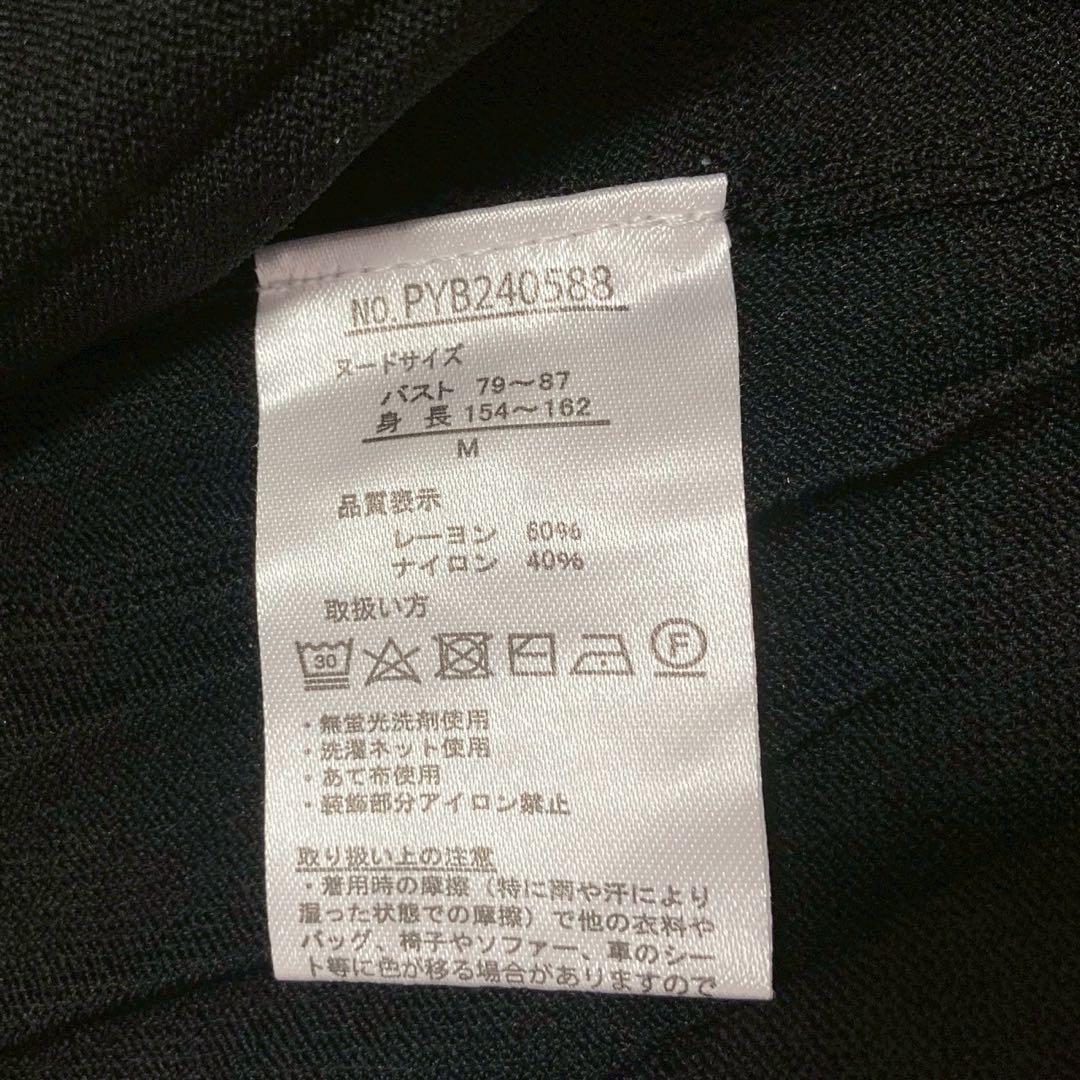 No.PYB240588
ヌードサイズ
バスト 79〜87
身 長 154〜162
M
品質表示
レーヨン 60%
ナイロン 40%
取扱い方
30 F
・無蛍光洗剤使用
・洗濯ネット使用
・あて布使用
・装飾部分アイロン禁止
取り扱い上の注意
・着用時の摩擦（特に雨や汗により
湿った状態での摩擦）で他の衣料や
バッグ、椅子やソファー、車のシー
ト等に色が移る場合がありますので